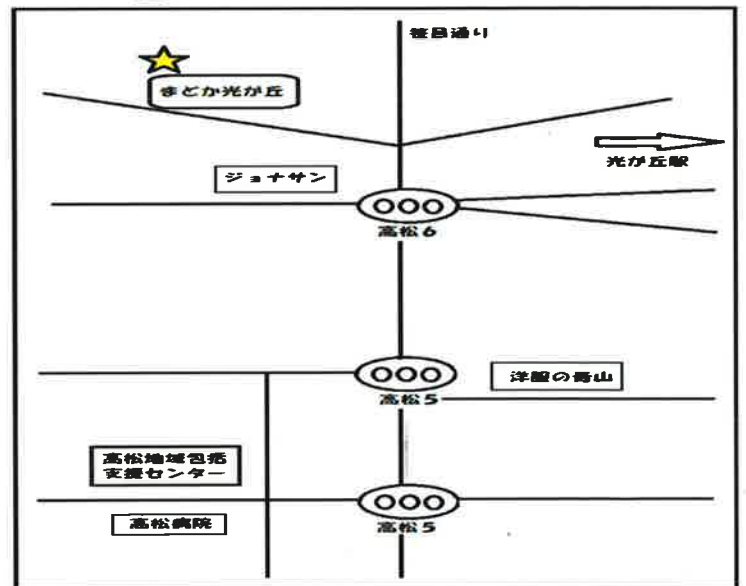 笹目通り
まどか光が丘
光が丘駅
ジョナサン
高松6
洋服の青山
高松5
高松地域包括
支援センター
高松5
高松病院